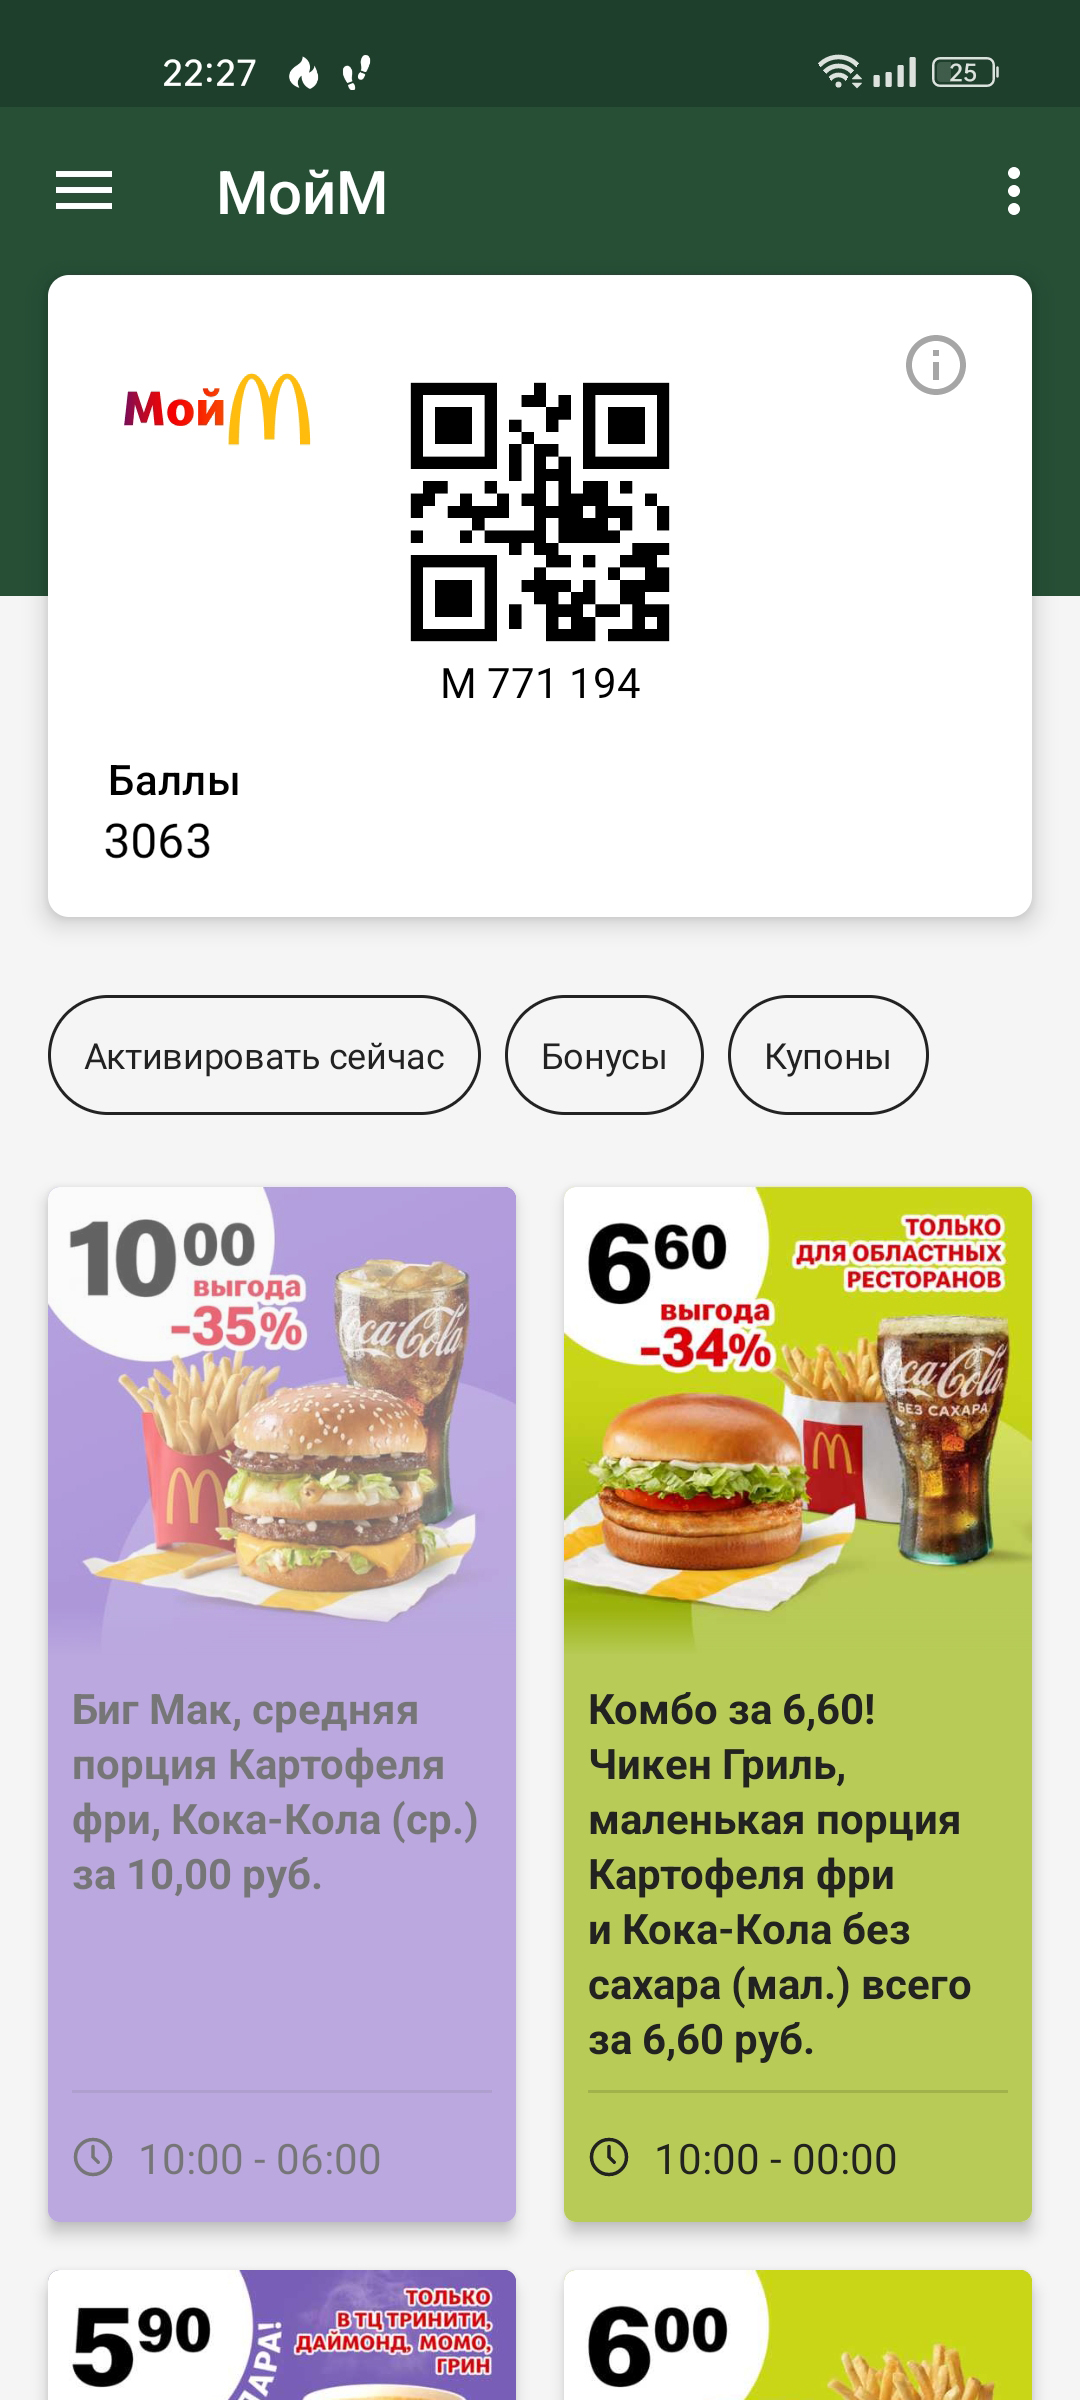 22:27
25
МойМ
Мой
M 771 194
Баллы
3063
Активировать сейчас
Бонусы
Купоны
10 00
выгода
-35%
Coca-Cola
Биг Мак, средняя
порция Картофеля
фри, Кока-Кола (ср.)
за 10,00 руб.
10:00 - 06:00
6 60
ТОЛЬКО
ДЛЯ ОБЛАСТНЫХ
РЕСТОРАНОВ
выгода
-34%
Coca-Cola
БЕЗ САХАРА
Комбо за 6,60!
Чикен Гриль,
маленькая порция
Картофеля фри
и Кока-Кола без
сахара (мал.) всего
за 6,60 руб.
10:00 - 00:00
5 90
ТОЛЬКО
В ТЦ ТРИНИТИ,
ДАЙМОНД, МОМО,
ГРИН
6 00